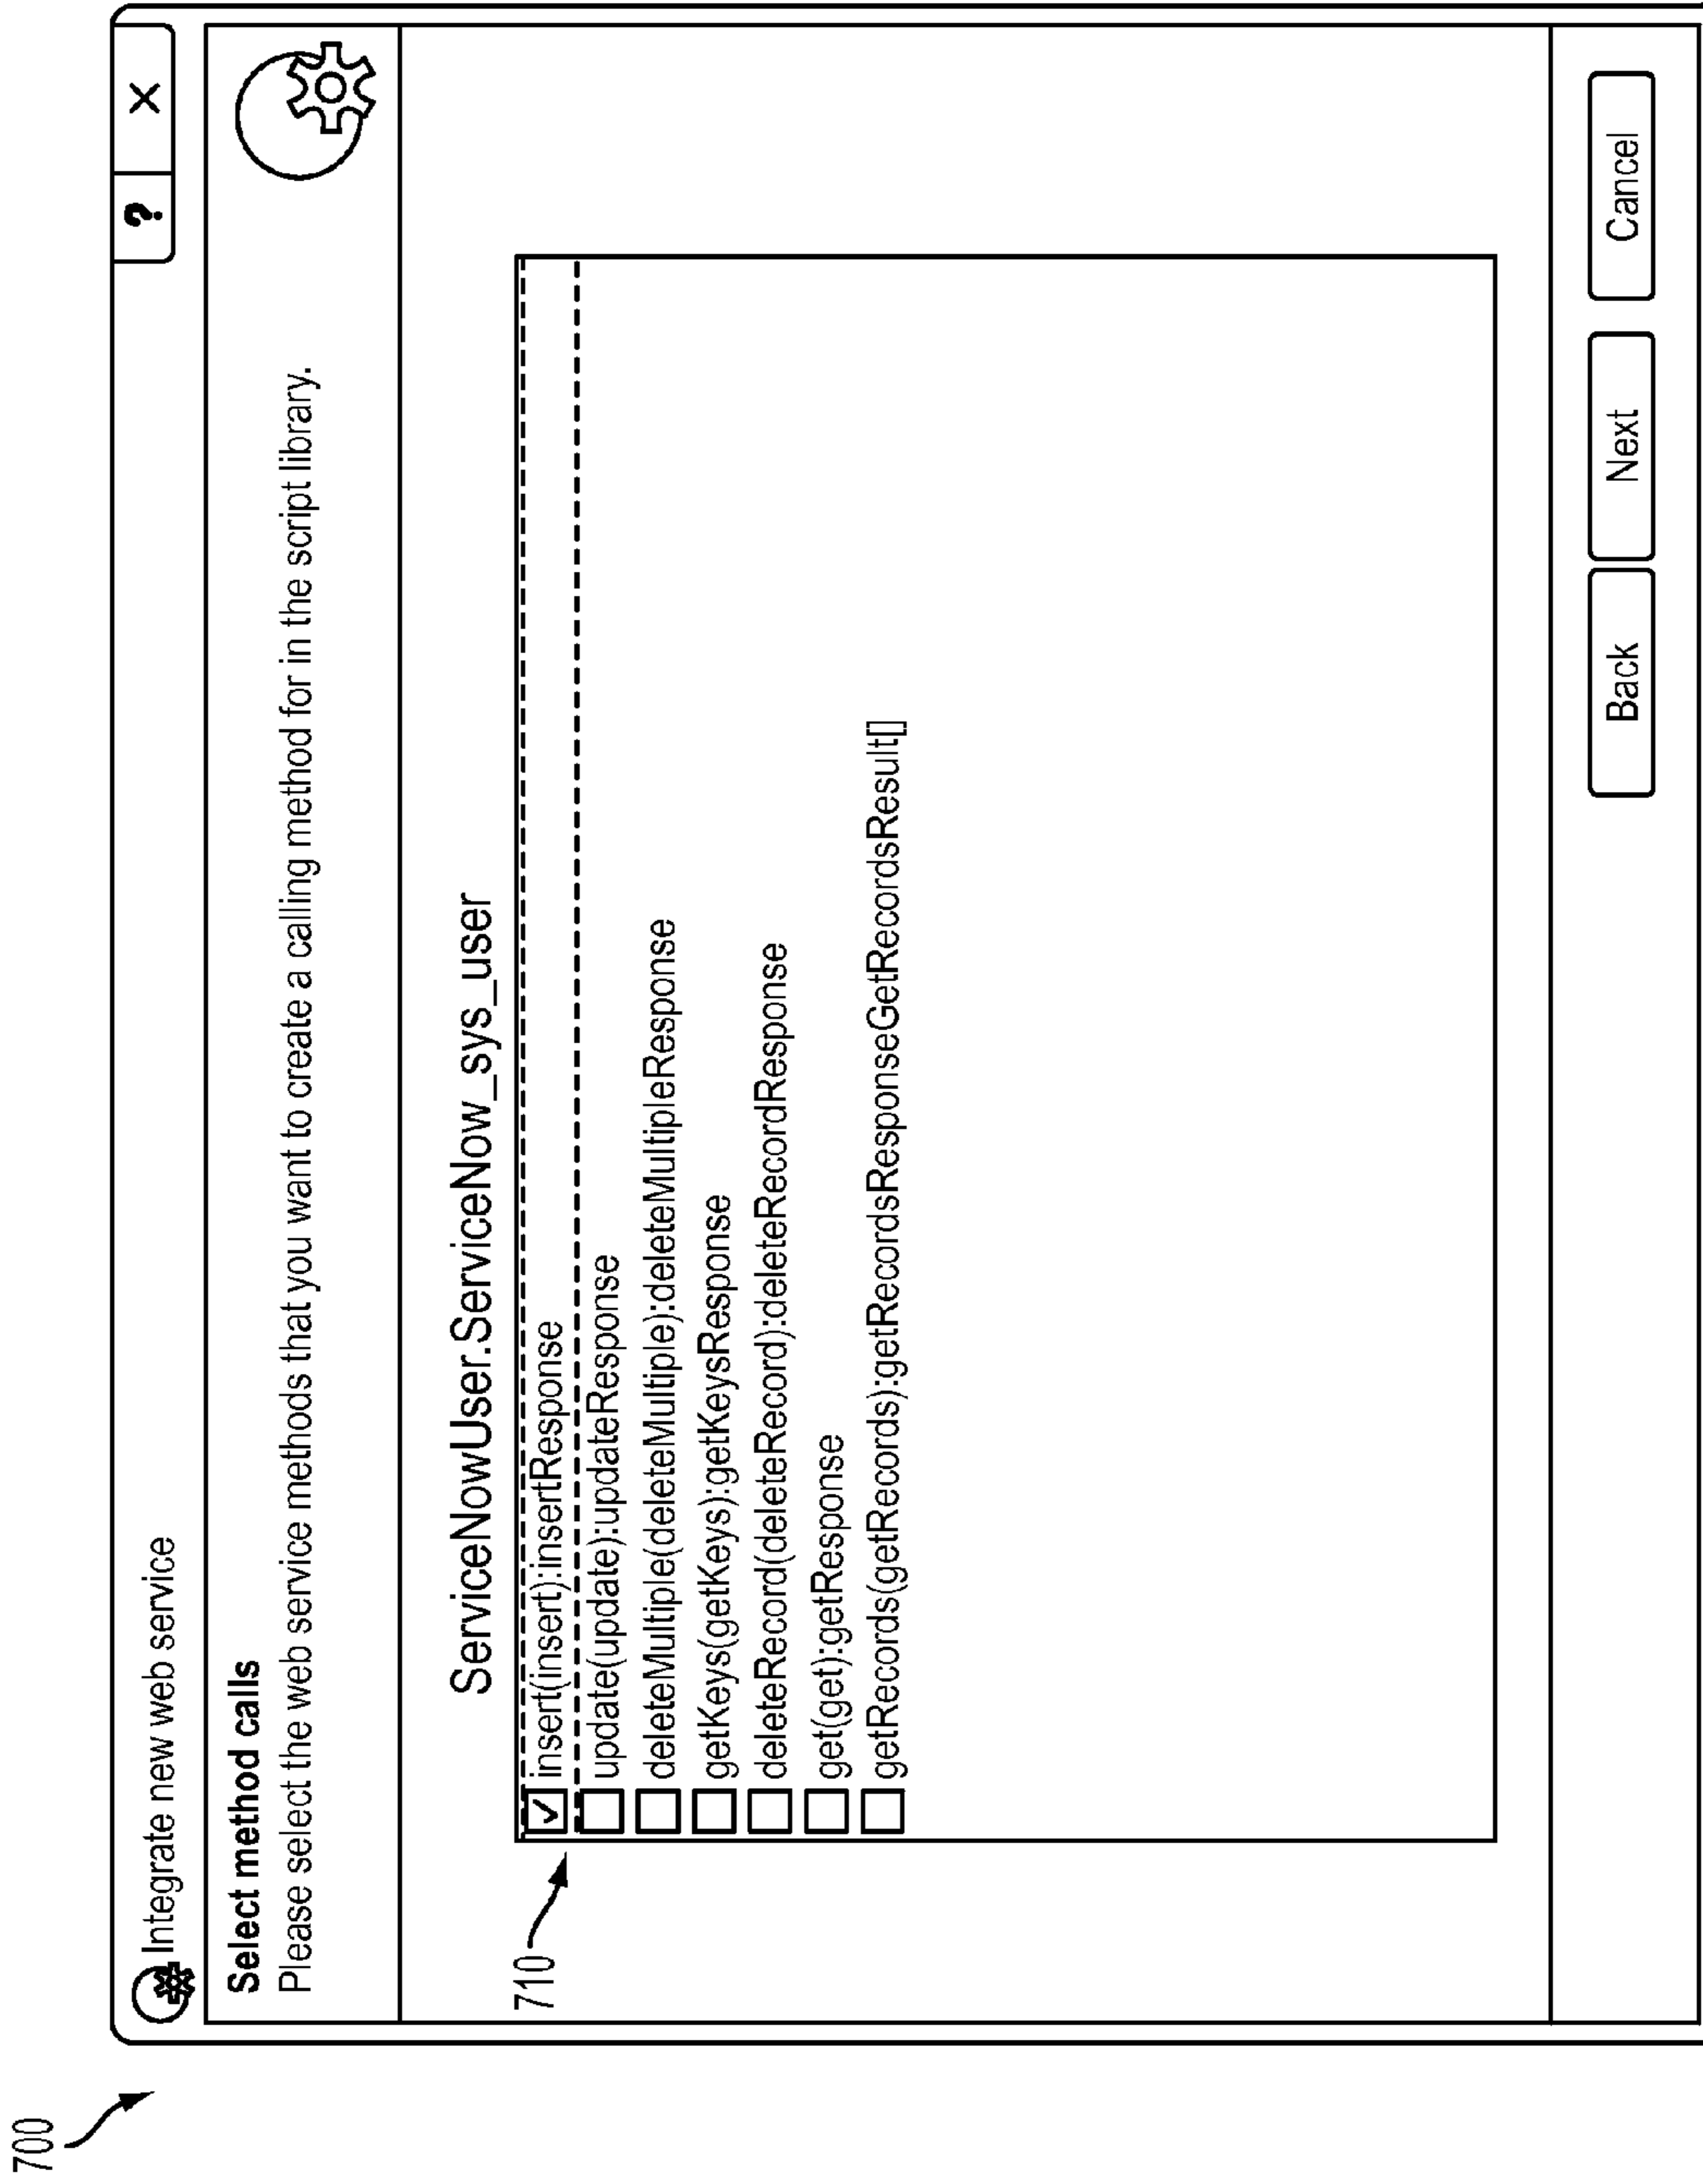 700
Integrate new web service
? X
Select method calls
Please select the web service methods that you want to create a calling method for in the script library.
ServiceNowUser.ServiceNow_sys_user
710
insert(insert):insertResponse
update(update):updateResponse
deleteMultiple(deleteMultiple):deleteMultipleResponse
getKeys(getKeys):getKeysResponse
deleteRecord(deleteRecord):deleteRecordResponse
get(get):getResponse
getRecords(getRecords):getRecordsResponseGetRecordsResult[]
Back Next Cancel